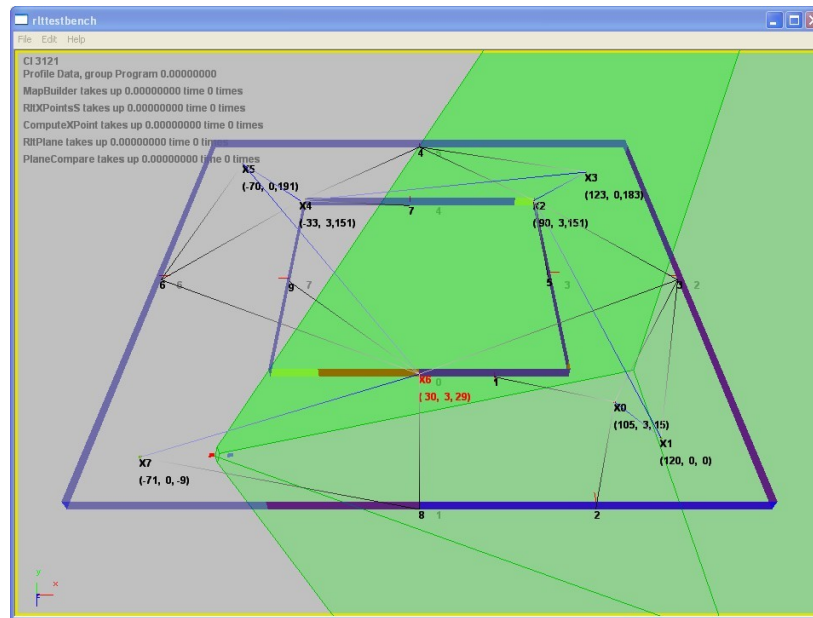 rlttestbench
File Edit Help
CI 3121
Profile Data, group Program 0.00000000
MapBuilder takes up 0.00000000 time 0 times
RltXPointsS takes up 0.00000000 time 0 times
ComputeXPoint takes up 0.00000000 time 0 times
RltPlane takes up 0.00000000 time 0 times
PlaneCompare takes up 0.00000000 time 0 times
4
X5
(-70, 0,191)
X3
(123, 0,183)
X4
(-33, 3,151)
7 4
X2
(90, 3,151)
6 6
9 7
5 3
3 2
X6 0
(30, 3, 29)
1
X0
(105, 3, 15)
X1
(120, 0, 0)
X7
(-71, 0, -9)
8 1
2
y
x
z